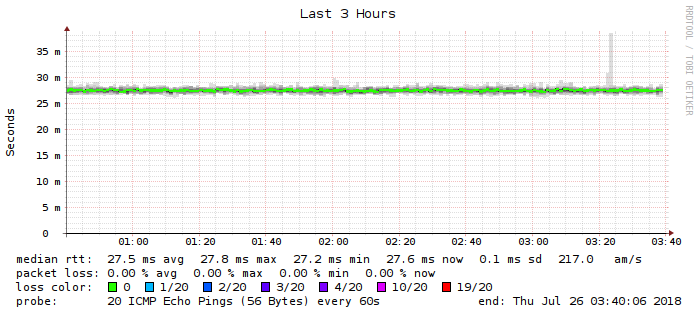 Last 3 Hours
RRDTOOL / TOBI OETIKER
Seconds
35 m
30 m
25 m
20 m
15 m
10 m
5 m
0
01:00 01:20 01:40 02:00 02:20 02:40 03:00 03:20 03:40
median rtt: 27.5 ms avg 27.8 ms max 27.2 ms min 27.6 ms now 0.1 ms sd 217.0 am/s
packet loss: 0.00 % avg 0.00 % max 0.00 % min 0.00 % now
loss color: 0 1/20 2/20 3/20 4/20 10/20 19/20
probe: 20 ICMP Echo Pings (56 Bytes) every 60s end: Thu Jul 26 03:40:06 2018